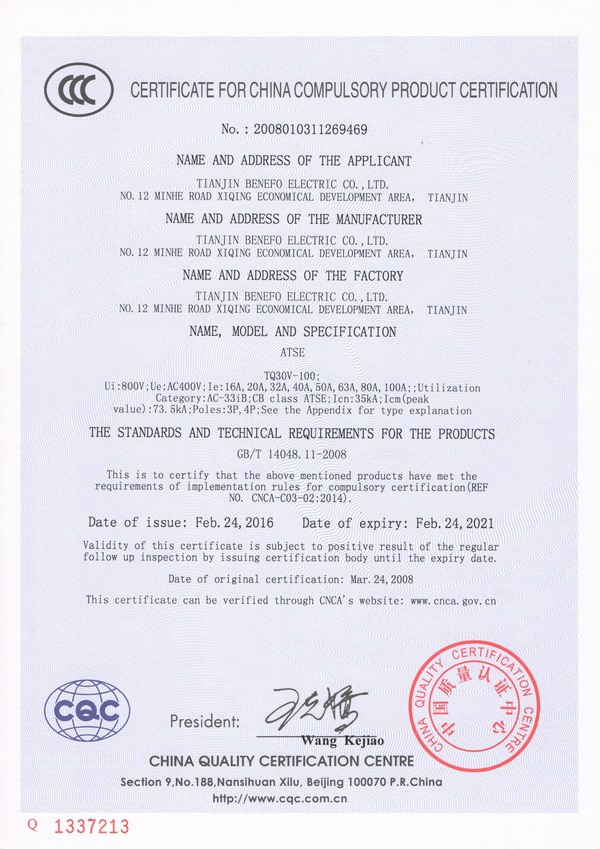 CCC
CERTIFICATE FOR CHINA COMPULSORY PRODUCT CERTIFICATION
No.: 2008010311269469
NAME AND ADDRESS OF THE APPLICANT
TIANJIN BENEFO ELECTRIC CO.,LTD.
NO.12 MINHE ROAD XIQING ECONOMICAL DEVELOPMENT AREA, TIANJIN
NAME AND ADDRESS OF THE MANUFACTURER
TIANJIN BENEFO ELECTRIC CO.,LTD.
NO.12 MINHE ROAD XIQING ECONOMICAL DEVELOPMENT AREA, TIANJIN
NAME AND ADDRESS OF THE FACTORY
TIANJIN BENEFO ELECTRIC CO.,LTD.
NO.12 MINHE ROAD XIQING ECONOMICAL DEVELOPMENT AREA, TIANJIN
NAME, MODEL AND SPECIFICATION
ATSE
TQ30V-100;
Ui:800V;Ue:AC400V;Ie:16A,20A,32A,40A,50A,63A,80A,100A;;Utilization
Category:AC-33iB;CB class ATSE;Icn:35kA;Icm(peak
value):73.5kA;Poles:3P,4P;See the Appendix for type explanation
THE STANDARDS AND TECHNICAL REQUIREMENTS FOR THE PRODUCTS
GB/T 14048.11-2008
This is to certify that the above mentioned products have met the
requirements of implementation rules for compulsory certification(REF
NO. CNCA-C03-02:2014).
Date of issue: Feb.24,2016 Date of expiry: Feb.24,2021
Validity of this certificate is subject to positive result of the regular
follow up inspection by issuing certification body until the expiry date.
Date of original certification: Mar.24,2008
This certificate can be verified through CNCA's website: www.cnca.gov.cn
CQC
President:
王克娇
Wang Kejiao
CHINA QUALITY CERTIFICATION CENTRE
中国质量认证中心
CHINA QUALITY CERTIFICATION CENTRE
Section 9,No.188,Nansihuan Xilu, Beijing 100070 P.R.China
http://www.cqc.com.cn
Q 1337213